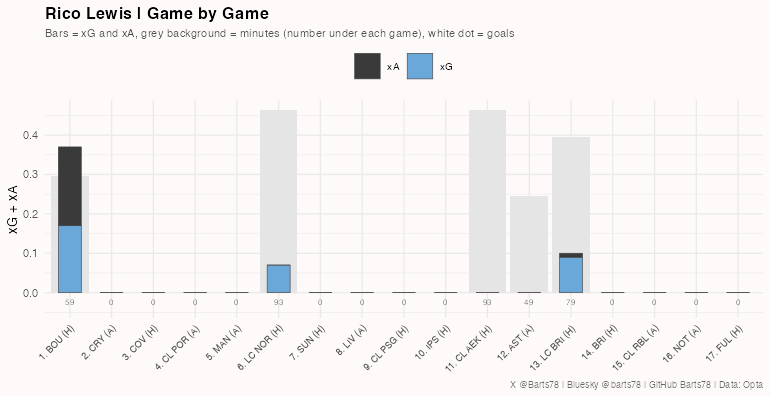 Rico Lewis | Game by Game
Bars = xG and xA, grey background = minutes (number under each game), white dot = goals
xA xG
xG + xA
0.4
0.3
0.2
0.1
0.0
59 0 0 0 0 93 0 0 0 0 93 49 79 0 0 0 0
1. BOU (H)
2. CRY (A)
3. COV (H)
4. CL POR (A)
5. MAN (A)
6. LC NOR (H)
7. SUN (H)
8. LIV (A)
9. CL PSG (H)
10. IPS (H)
11. CL AEK (H)
12. AST (A)
13. LC BRI (H)
14. BRI (H)
15. CL RBL (A)
16. NOT (A)
17. FUL (H)
X @Barts78 | Bluesky @barts78 | GitHub Barts78 | Data: Opta